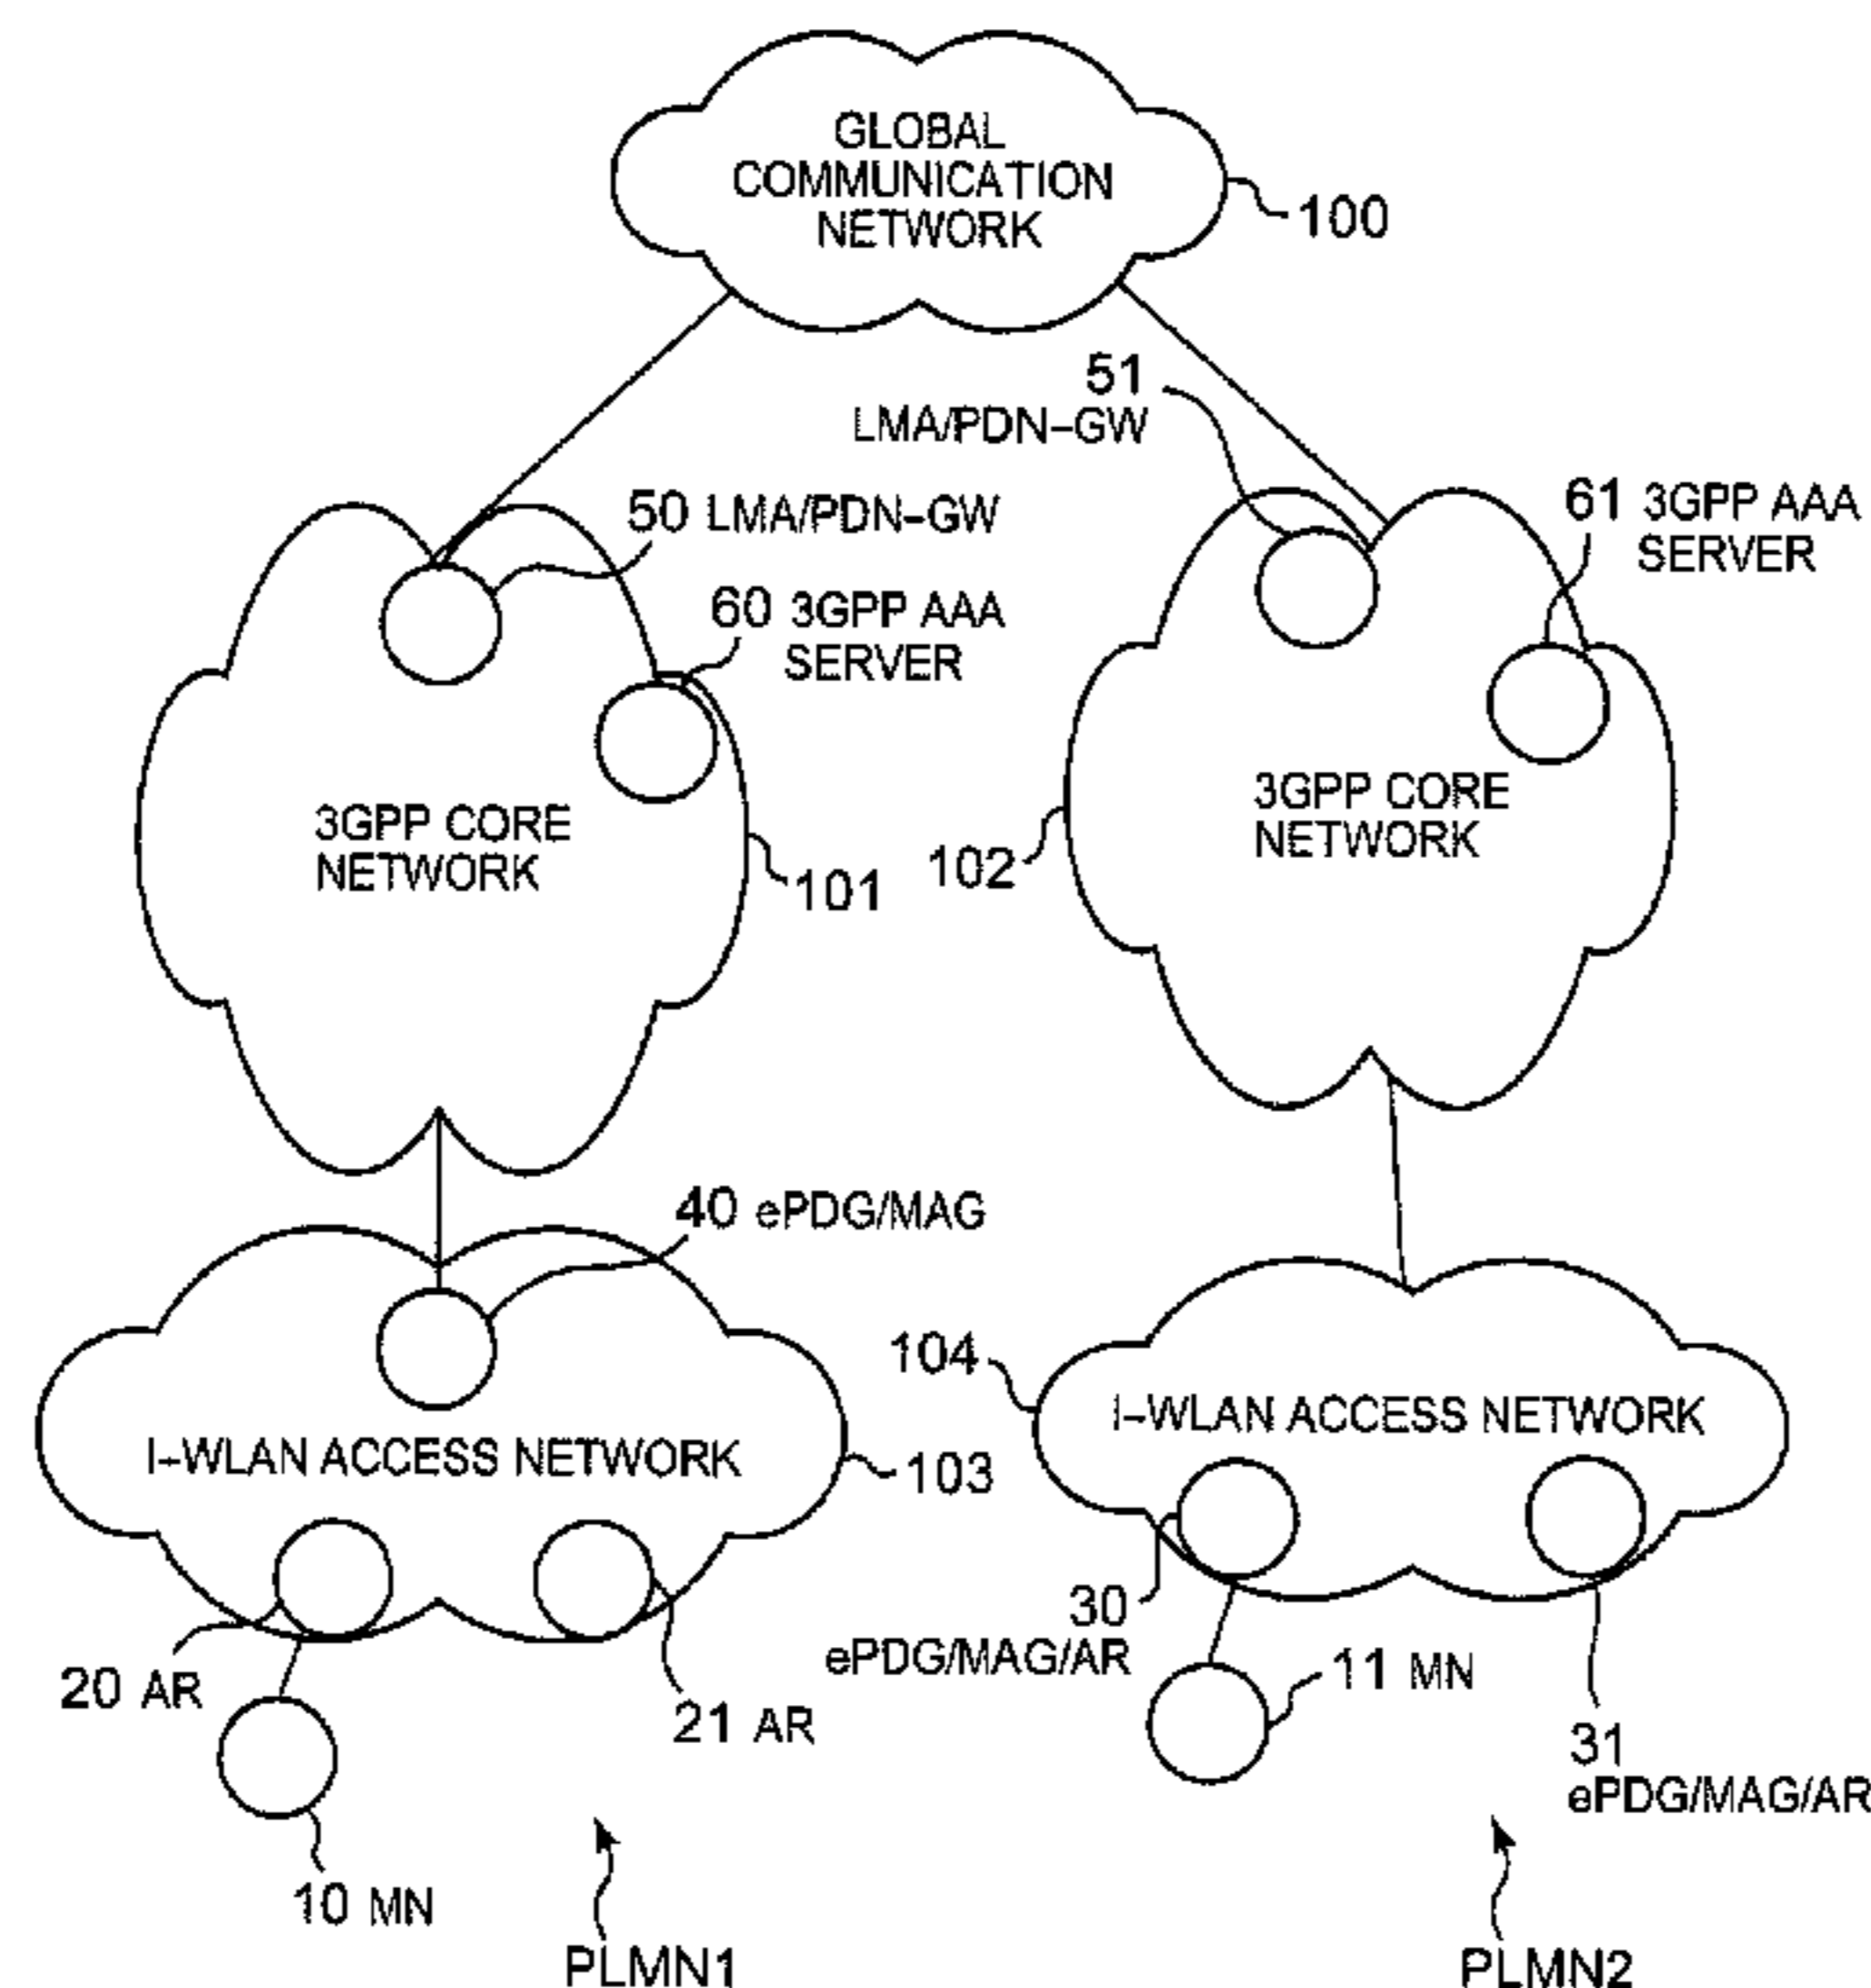 GLOBAL
COMMUNICATION
NETWORK
100
51
LMA/PDN-GW
50 LMA/PDN-GW
61 3GPP AAA
SERVER
60 3GPP AAA
SERVER
3GPP CORE
NETWORK
101
3GPP CORE
NETWORK
102
40 ePDG/MAG
I-WLAN ACCESS NETWORK
103
104
I-WLAN ACCESS NETWORK
20 AR
21 AR
30
ePDG/MAG/AR
11 MN
31
ePDG/MAG/AR
10 MN
PLMN1
PLMN2